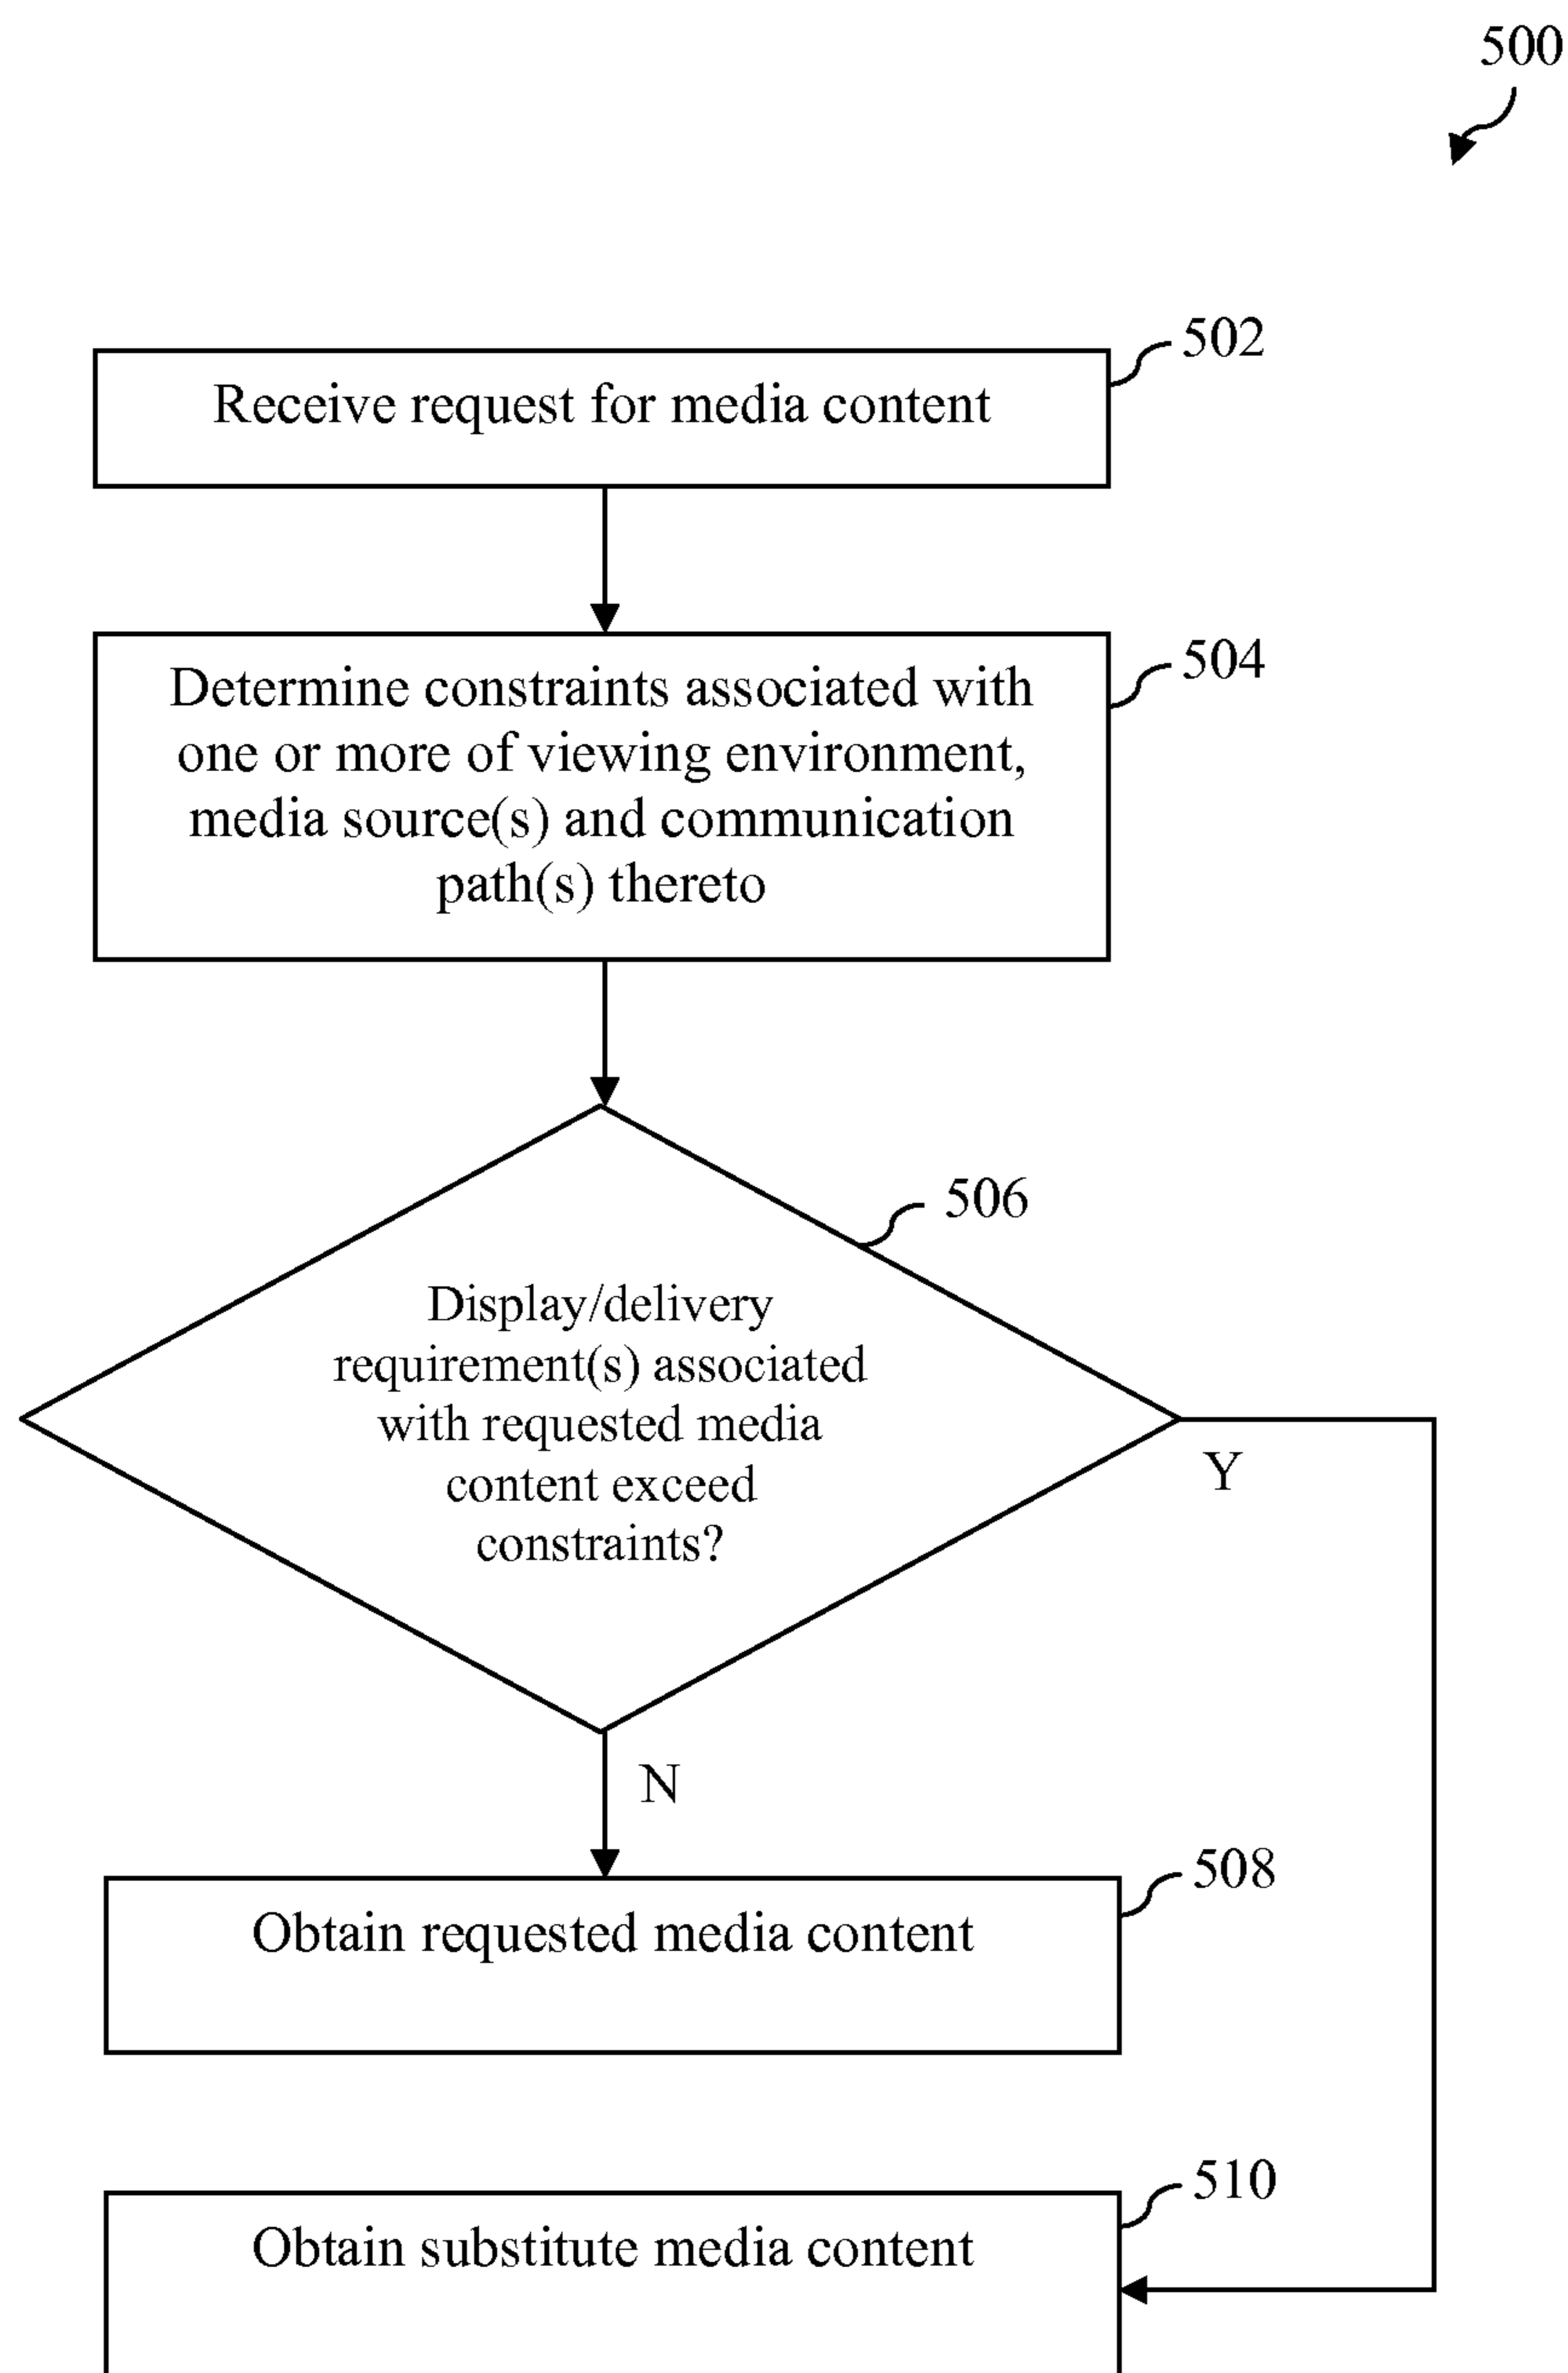 500
502
Receive request for media content
504
Determine constraints associated with
one or more of viewing environment,
media source(s) and communication
path(s) thereto
506
Display/delivery
requirement(s) associated
with requested media
content exceed
constraints?
Y
N
508
Obtain requested media content
510
Obtain substitute media content